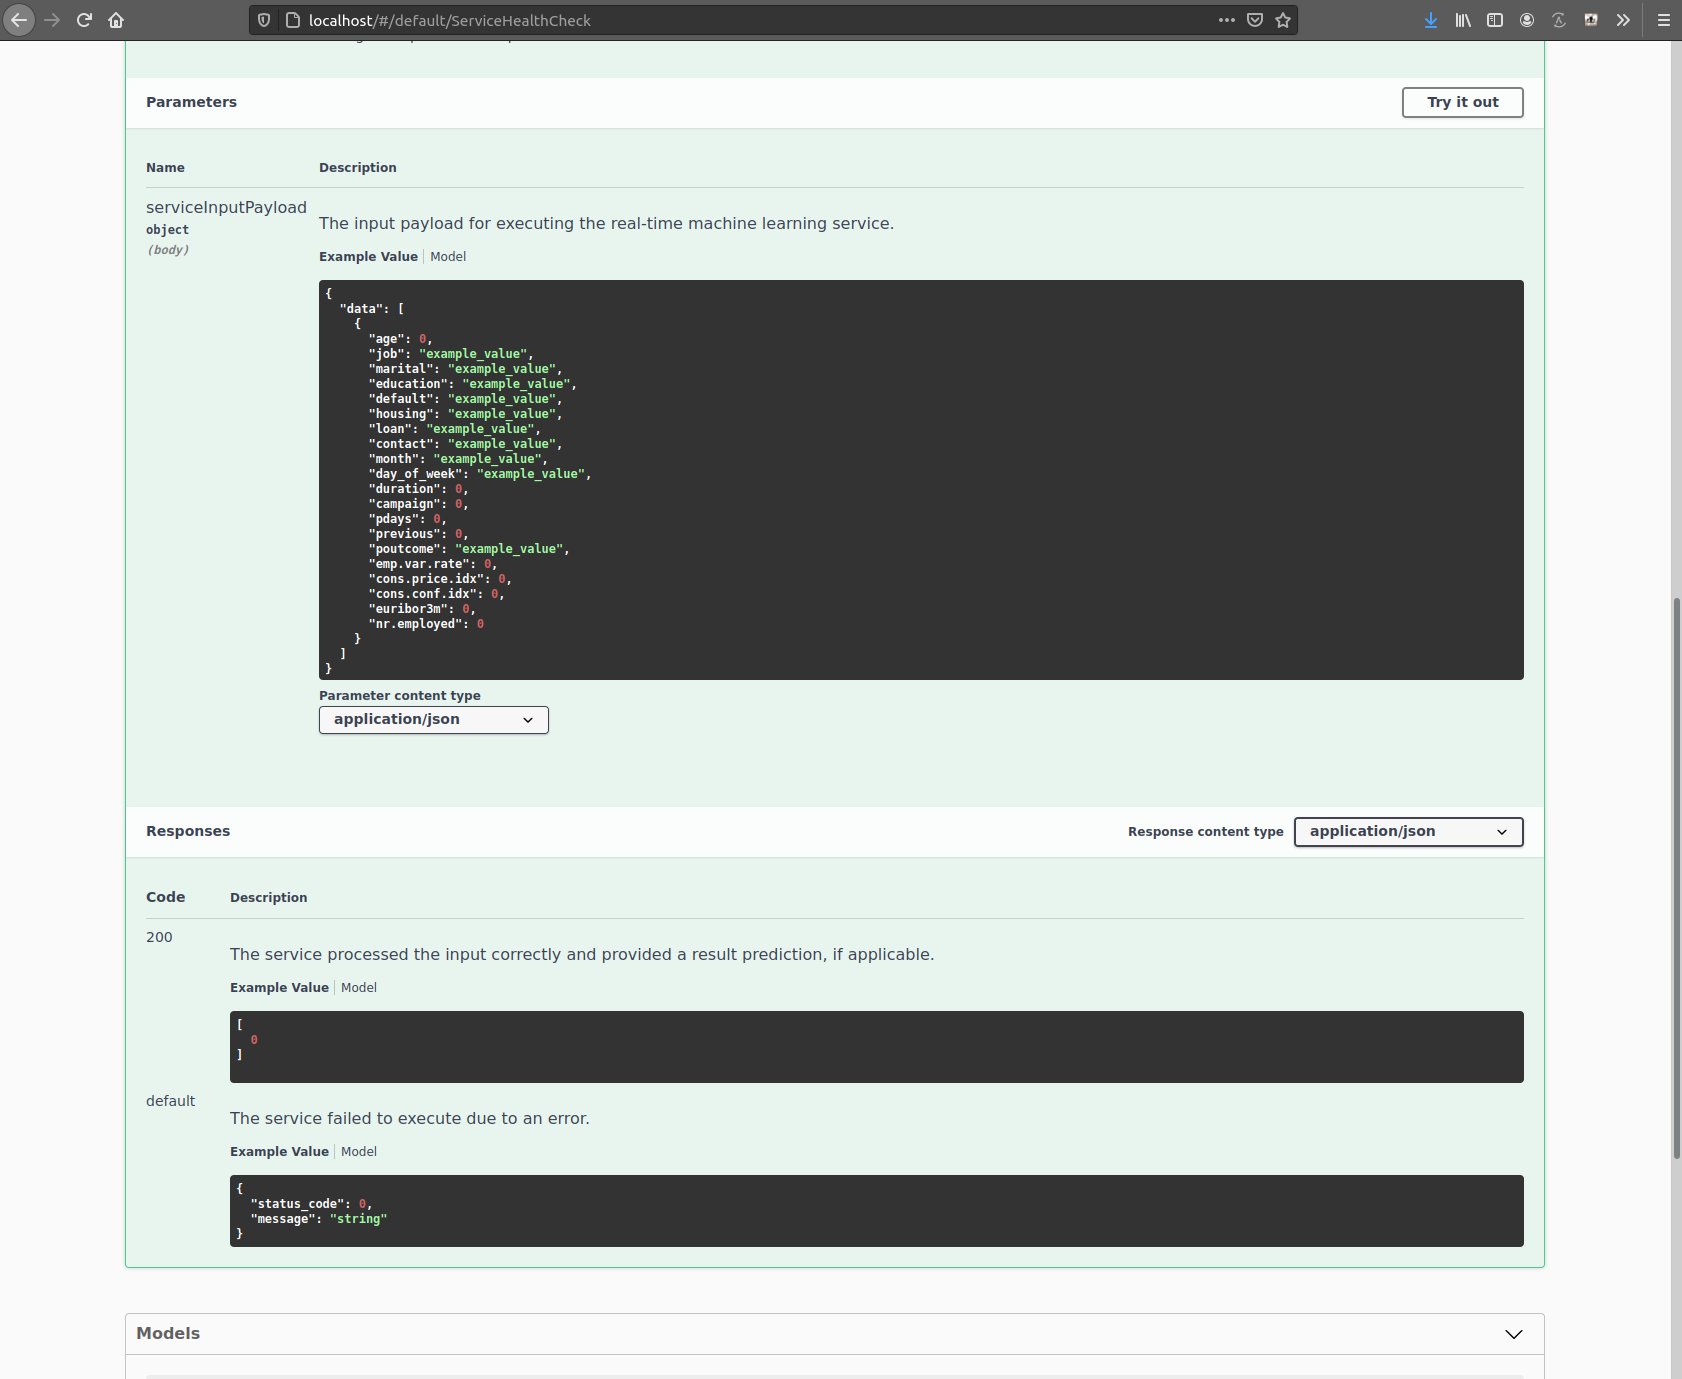 localhost/#/default/ServiceHealthCheck
Parameters
Try it out
Name
Description
serviceInputPayload
object
(body)
The input payload for executing the real-time machine learning service.
Example Value | Model
{
  "data": [
    {
      "age": 0,
      "job": "example_value",
      "marital": "example_value",
      "education": "example_value",
      "default": "example_value",
      "housing": "example_value",
      "loan": "example_value",
      "contact": "example_value",
      "month": "example_value",
      "day_of_week": "example_value",
      "duration": 0,
      "campaign": 0,
      "pdays": 0,
      "previous": 0,
      "poutcome": "example_value",
      "emp.var.rate": 0,
      "cons.price.idx": 0,
      "cons.conf.idx": 0,
      "euribor3m": 0,
      "nr.employed": 0
    }
  ]
}
Parameter content type
application/json
Responses
Response content type
application/json
Code
Description
200
The service processed the input correctly and provided a result prediction, if applicable.
Example Value | Model
[
  0
]
default
The service failed to execute due to an error.
Example Value | Model
{
  "status_code": 0,
  "message": "string"
}
Models